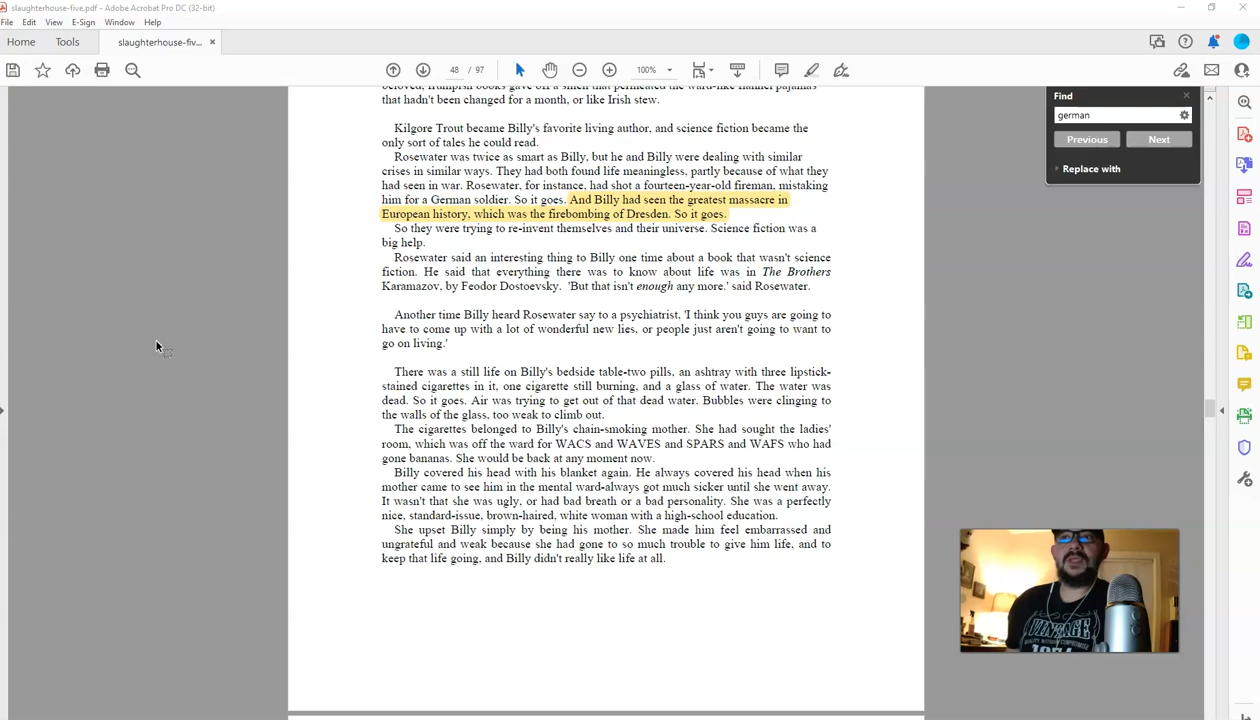 slaughterhouse-five.pdf - Adobe Acrobat Pro DC (32-bit)
File Edit View E-Sign Window Help
Home Tools slaughterhouse-fiv... ×
48 / 97 100%
beloved, frumpish books gave off a smell that permeated the ward-like flannel pajamas
that hadn't been changed for a month, or like Irish stew.
Kilgore Trout became Billy's favorite living author, and science fiction became the
only sort of tales he could read.
Rosewater was twice as smart as Billy, but he and Billy were dealing with similar
crises in similar ways. They had both found life meaningless, partly because of what they
had seen in war. Rosewater, for instance, had shot a fourteen-year-old fireman, mistaking
him for a German soldier. So it goes. And Billy had seen the greatest massacre in
European history, which was the firebombing of Dresden. So it goes.
So they were trying to re-invent themselves and their universe. Science fiction was a
big help.
Rosewater said an interesting thing to Billy one time about a book that wasn't science
fiction. He said that everything there was to know about life was in The Brothers
Karamazov, by Feodor Dostoevsky. 'But that isn't enough any more.' said Rosewater.
Another time Billy heard Rosewater say to a psychiatrist, 'I think you guys are going to
have to come up with a lot of wonderful new lies, or people just aren't going to want to
go on living.'
There was a still life on Billy's bedside table-two pills, an ashtray with three lipstick-
stained cigarettes in it, one cigarette still burning, and a glass of water. The water was
dead. So it goes. Air was trying to get out of that dead water. Bubbles were clinging to
the walls of the glass, too weak to climb out.
The cigarettes belonged to Billy's chain-smoking mother. She had sought the ladies'
room, which was off the ward for WACS and WAVES and SPARS and WAFS who had
gone bananas. She would be back at any moment now.
Billy covered his head with his blanket again. He always covered his head when his
mother came to see him in the mental ward-always got much sicker until she went away.
It wasn't that she was ugly, or had bad breath or a bad personality. She was a perfectly
nice, standard-issue, brown-haired, white woman with a high-school education.
She upset Billy simply by being his mother. She made him feel embarrassed and
ungrateful and weak because she had gone to so much trouble to give him life, and to
keep that life going, and Billy didn't really like life at all.
Find
german
Previous Next
Replace with
VINTAGE